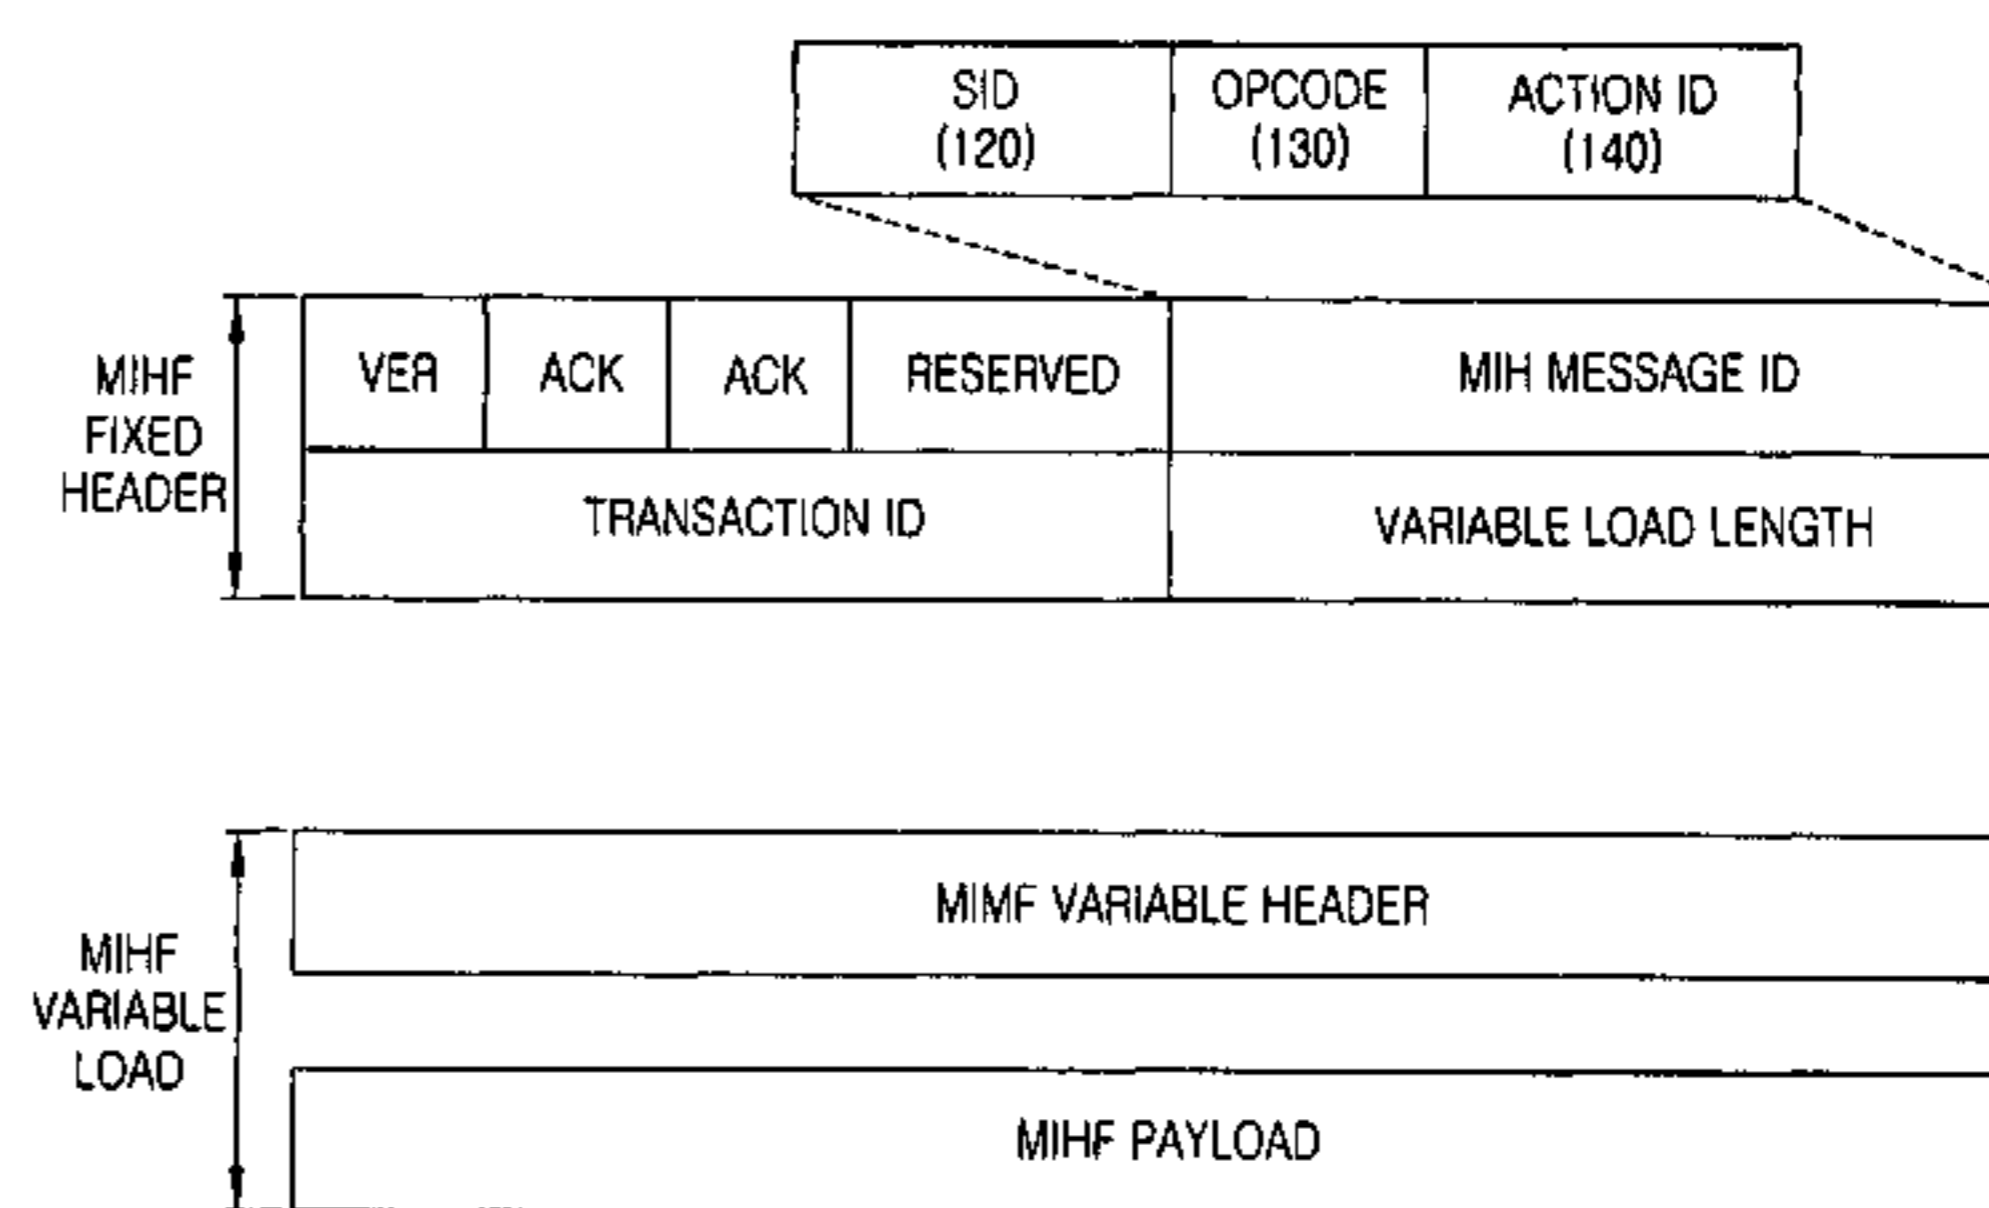 SID
(120)
OPCODE
(130)
ACTION ID
(140)
MIHF
FIXED
HEADER
VER
ACK
ACK
RESERVED
MIH MESSAGE ID
TRANSACTION ID
VARIABLE LOAD LENGTH
MIHF
VARIABLE
LOAD
MIMF VARIABLE HEADER
MIHF PAYLOAD